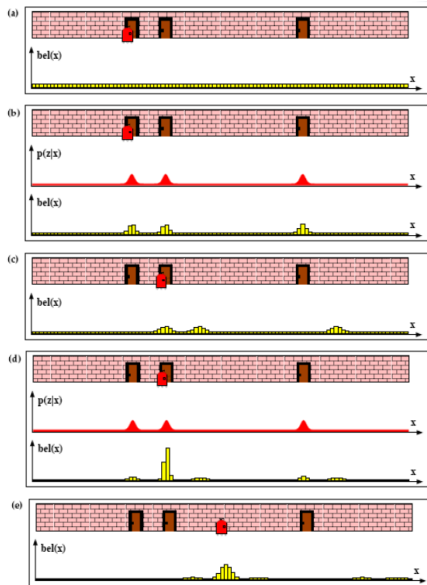 (a)
bel(x)
x
(b)
p(z|x)
bel(x)
x
(c)
bel(x)
x
(d)
p(z|x)
bel(x)
x
(e)
bel(x)
x